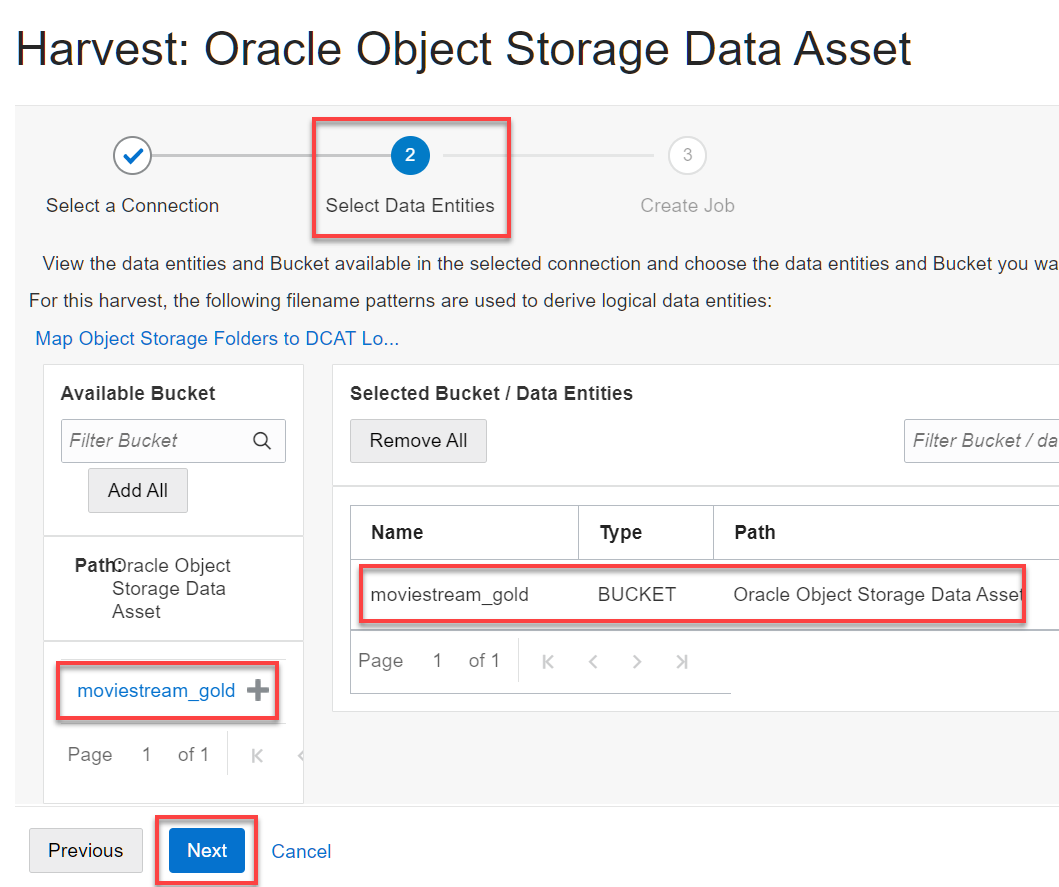 Harvest: Oracle Object Storage Data Asset
2
3
Select a Connection
Select Data Entities
Create Job
View the data entities and Bucket available in the selected connection and choose the data entities and Bucket you wa
For this harvest, the following filename patterns are used to derive logical data entities:
Map Object Storage Folders to DCAT Lo...
Available Bucket
Filter Bucket
Add All
Path:
Oracle Object
Storage Data
Asset
moviestream_gold
Page 1 of 1
Selected Bucket / Data Entities
Remove All
Filter Bucket / da
Name Type Path
moviestream_gold BUCKET Oracle Object Storage Data Asset
Page 1 of 1
Previous
Next
Cancel